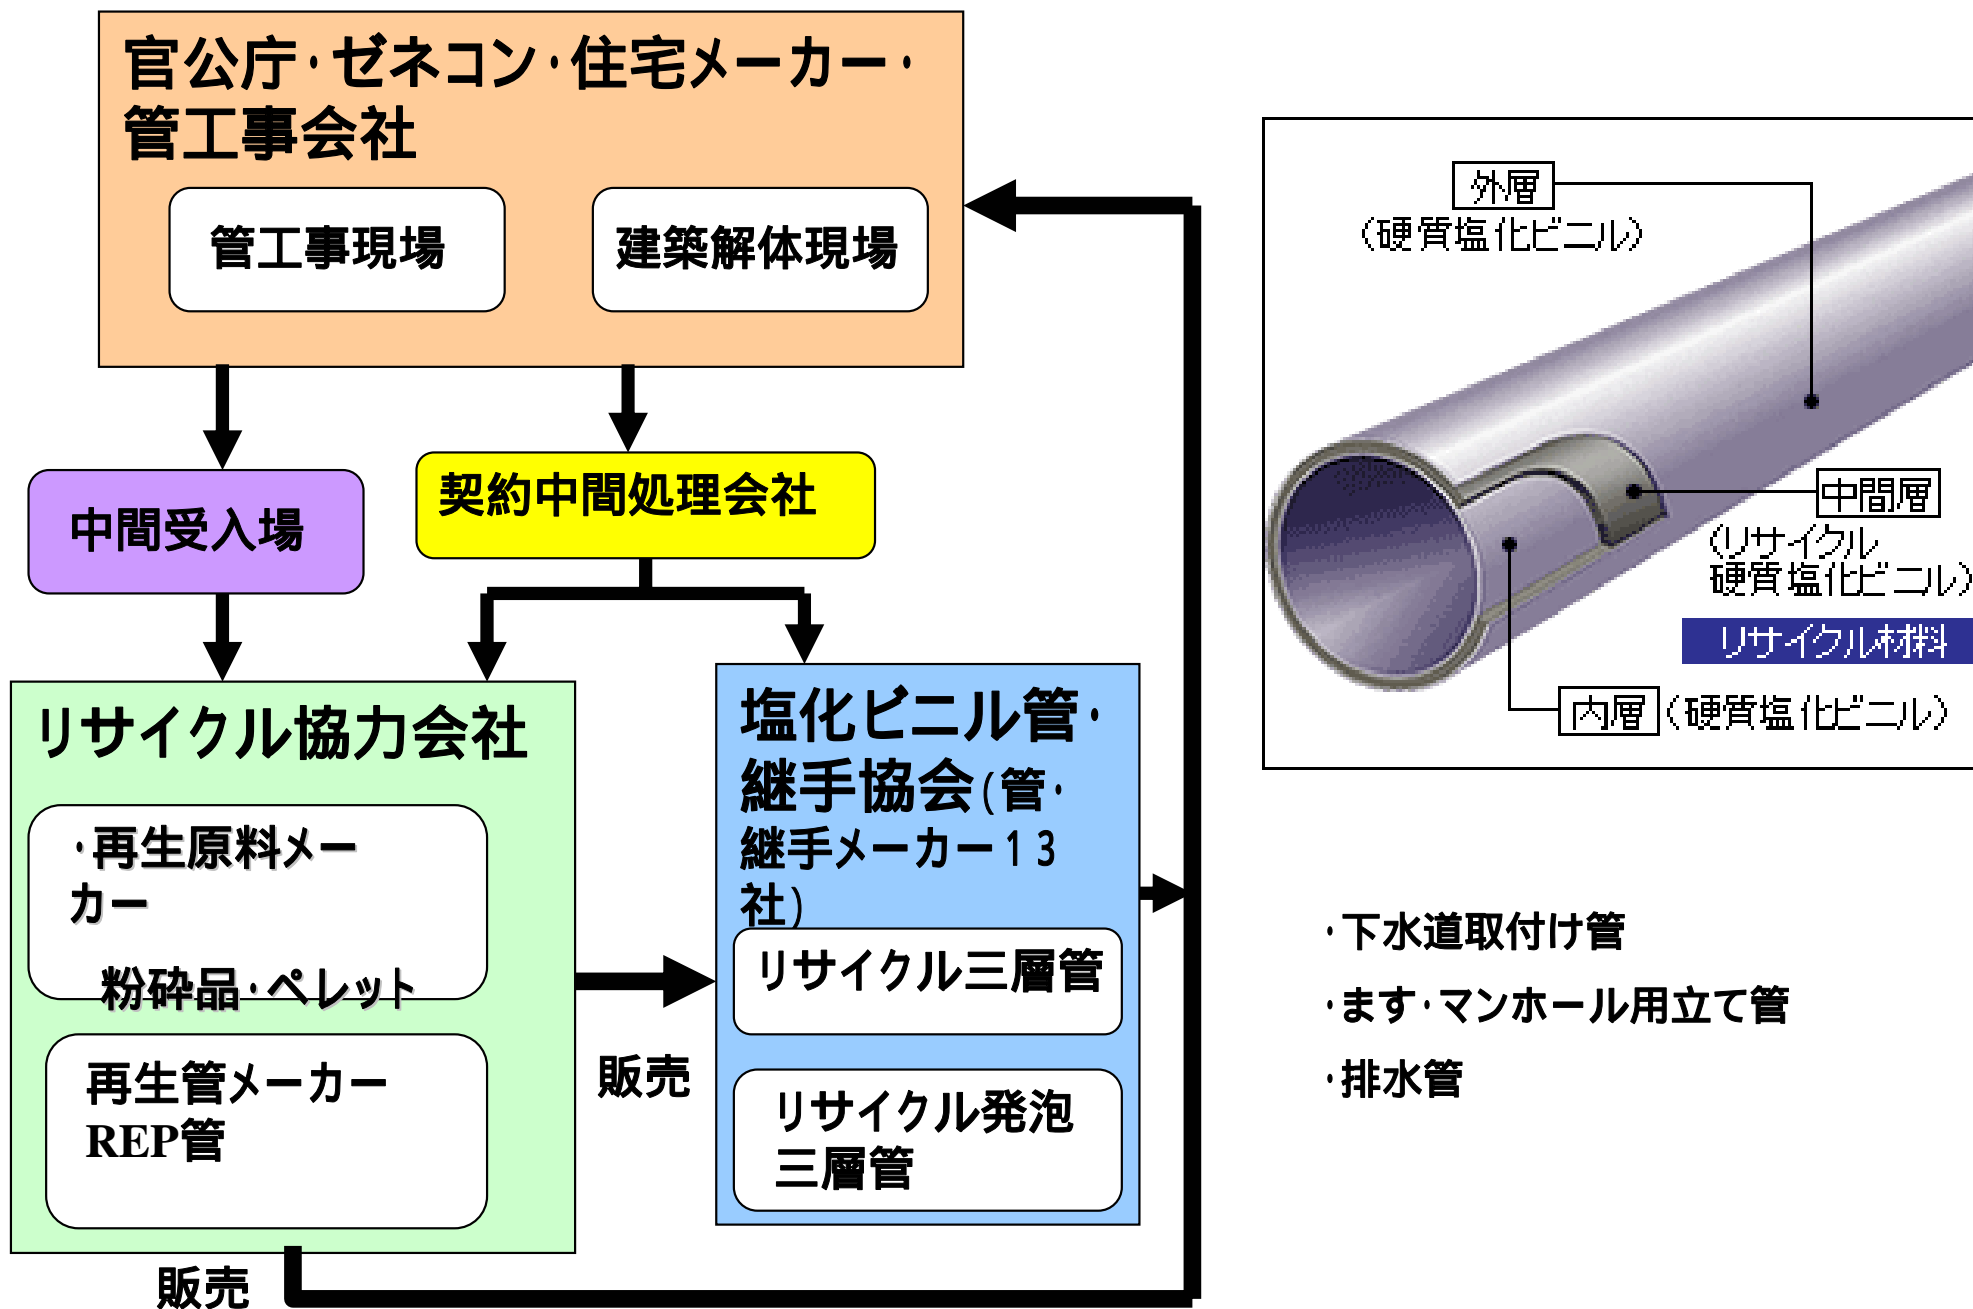 官公庁・ゼネコン・住宅メーカー・
管工事会社
管工事現場
建築解体現場
中間受入場
契約中間処理会社
リサイクル協力会社
・再生原料メー
カー
粉砕品・ペレット
再生管メーカー
REP管
販売
販売
塩化ビニル管・
継手協会(管・
継手メーカー13
社)
リサイクル三層管
リサイクル発泡
三層管
外層
(硬質塩化ビニル)
中間層
(リサイクル
硬質塩化ビニル)
リサイクル材料
内層(硬質塩化ビニル)
・下水道取付け管
・ます・マンホール用立て管
・排水管